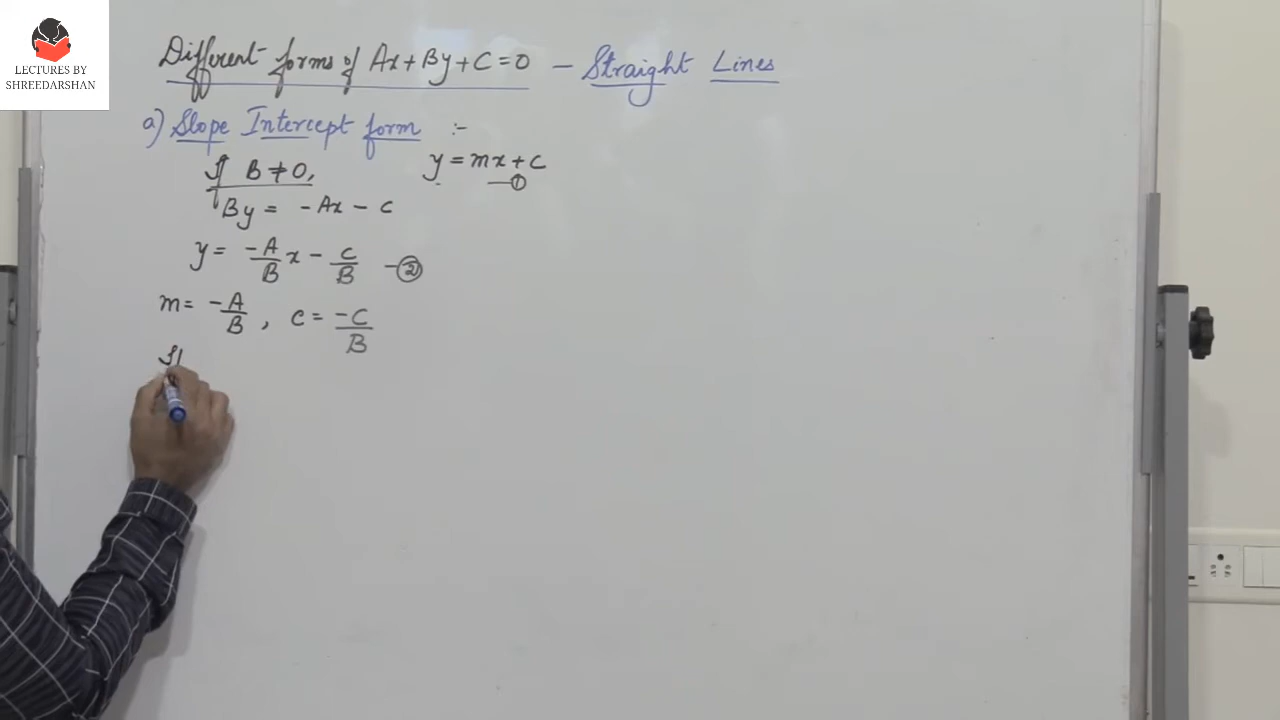 LECTURES BY
SHREEDARSHAN
Different forms of Ax + By + C = 0 – Straight Lines
a) Slope Intercept form :-
If B ≠ 0,
y = mx + c
—①
By = -Ax - C
y = -A/B x - C/B —②
m = -A/B , c = -C/B
If